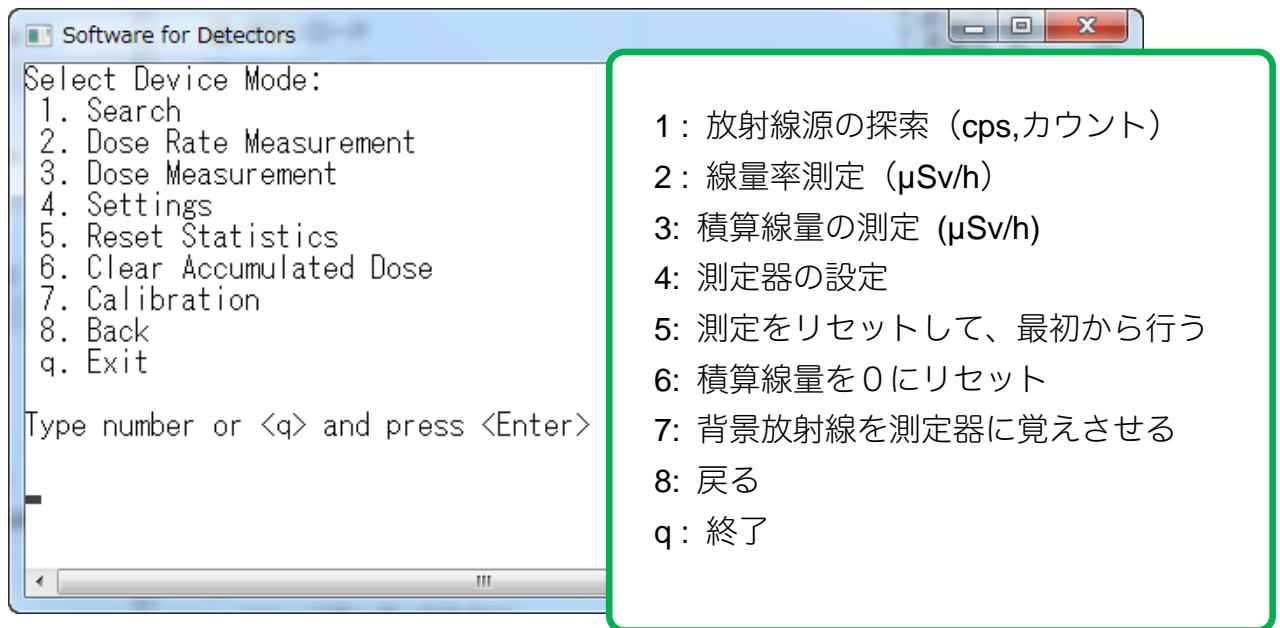 Software for Detectors
Select Device Mode:
1. Search
2. Dose Rate Measurement
3. Dose Measurement
4. Settings
5. Reset Statistics
6. Clear Accumulated Dose
7. Calibration
8. Back
q. Exit
Type number or <q> and press <Enter>
1 : 放射線源の探索（cps,カウント）
2 : 線量率測定（μSv/h）
3: 積算線量の測定 (μSv/h)
4: 測定器の設定
5: 測定をリセットして、最初から行う
6: 積算線量を０にリセット
7: 背景放射線を測定器に覚えさせる
8: 戻る
q : 終了